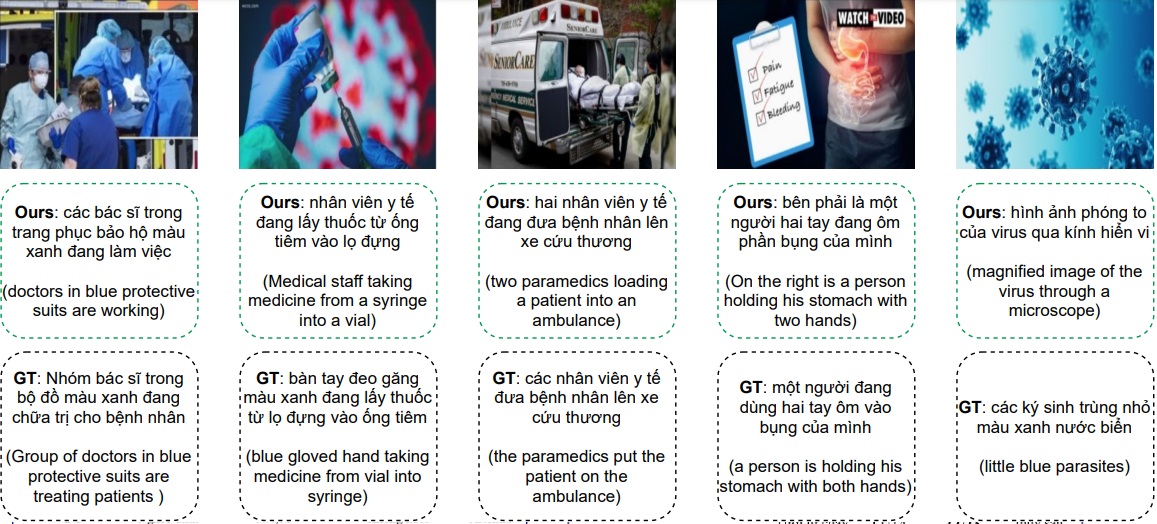 AMBULANCE
SENIORCARE
SENIORCARE
MEDICAL SERVICE
WATCH VIDEO
Pain
Fatigue
Bleeding
Ours: các bác sĩ trong
trang phục bảo hộ màu
xanh đang làm việc
(doctors in blue protective
suits are working)
Ours: nhân viên y tế
đang lấy thuốc từ ống
tiêm vào lọ đựng
(Medical staff taking
medicine from a syringe
into a vial)
Ours: hai nhân viên y tế
đang đưa bệnh nhân lên
xe cứu thương
(two paramedics loading
a patient into an
ambulance)
Ours: bên phải là một
người hai tay đang ôm
phần bụng của mình
(On the right is a person
holding his stomach with
two hands)
Ours: hình ảnh phóng to
của virus qua kính hiển vi
(magnified image of the
virus through a
microscope)
GT: Nhóm bác sĩ trong
bộ đồ màu xanh đang
chữa trị cho bệnh nhân
(Group of doctors in blue
protective suits are
treating patients )
GT: bàn tay đeo găng
màu xanh đang lấy thuốc
từ lọ đựng vào ống tiêm
(blue gloved hand taking
medicine from vial into
syringe)
GT: các nhân viên y tế
đưa bệnh nhân lên xe
cứu thương
(the paramedics put the
patient on the
ambulance)
GT: một người đang
dùng hai tay ôm vào
bụng của mình
(a person is holding his
stomach with both hands)
GT: các ký sinh trùng nhỏ
màu xanh nước biển
(little blue parasites)